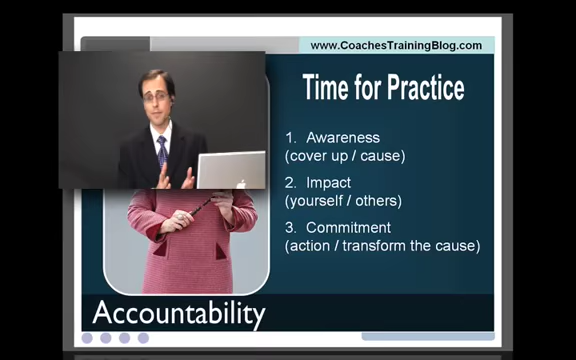 www.CoachesTrainingBlog.com
Time for Practice
1. Awareness
(cover up / cause)
2. Impact
(yourself / others)
3. Commitment
(action / transform the cause)
Accountability